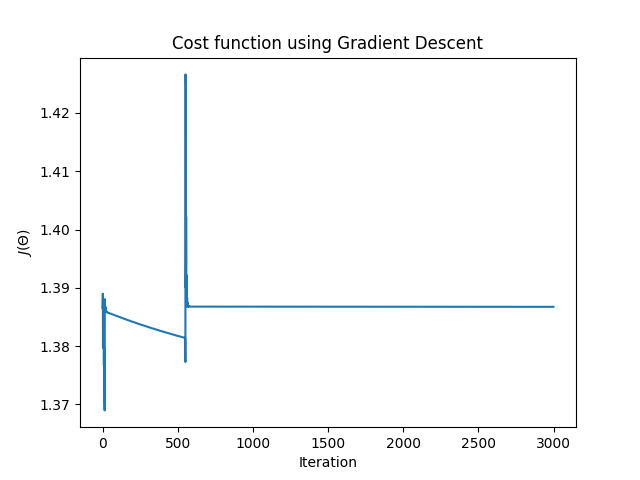 Cost function using Gradient Descent
1.42
1.41
1.40
1.39
1.38
1.37
J(Θ)
0 500 1000 1500 2000 2500 3000
Iteration